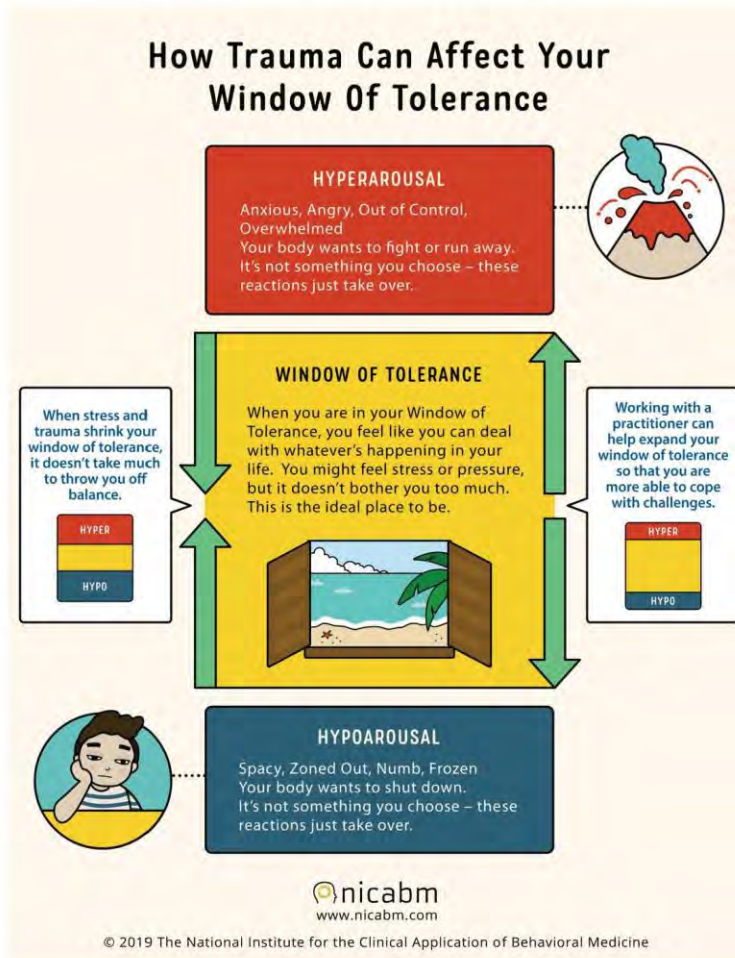 How Trauma Can Affect Your
Window Of Tolerance
HYPERAROUSAL
Anxious, Angry, Out of Control,
Overwhelmed
Your body wants to fight or run away.
It's not something you choose – these
reactions just take over.
When stress and
trauma shrink your
window of tolerance,
it doesn't take much
to throw you off
balance.
HYPER
HYPO
WINDOW OF TOLERANCE
When you are in your Window of
Tolerance, you feel like you can deal
with whatever's happening in your
life. You might feel stress or pressure,
but it doesn't bother you too much.
This is the ideal place to be.
Working with a
practitioner can
help expand your
window of tolerance
so that you are
more able to cope
with challenges.
HYPER
HYPO
HYPOAROUSAL
Spacy, Zoned Out, Numb, Frozen
Your body wants to shut down.
It's not something you choose – these
reactions just take over.
nicabm
www.nicabm.com
© 2019 The National Institute for the Clinical Application of Behavioral Medicine